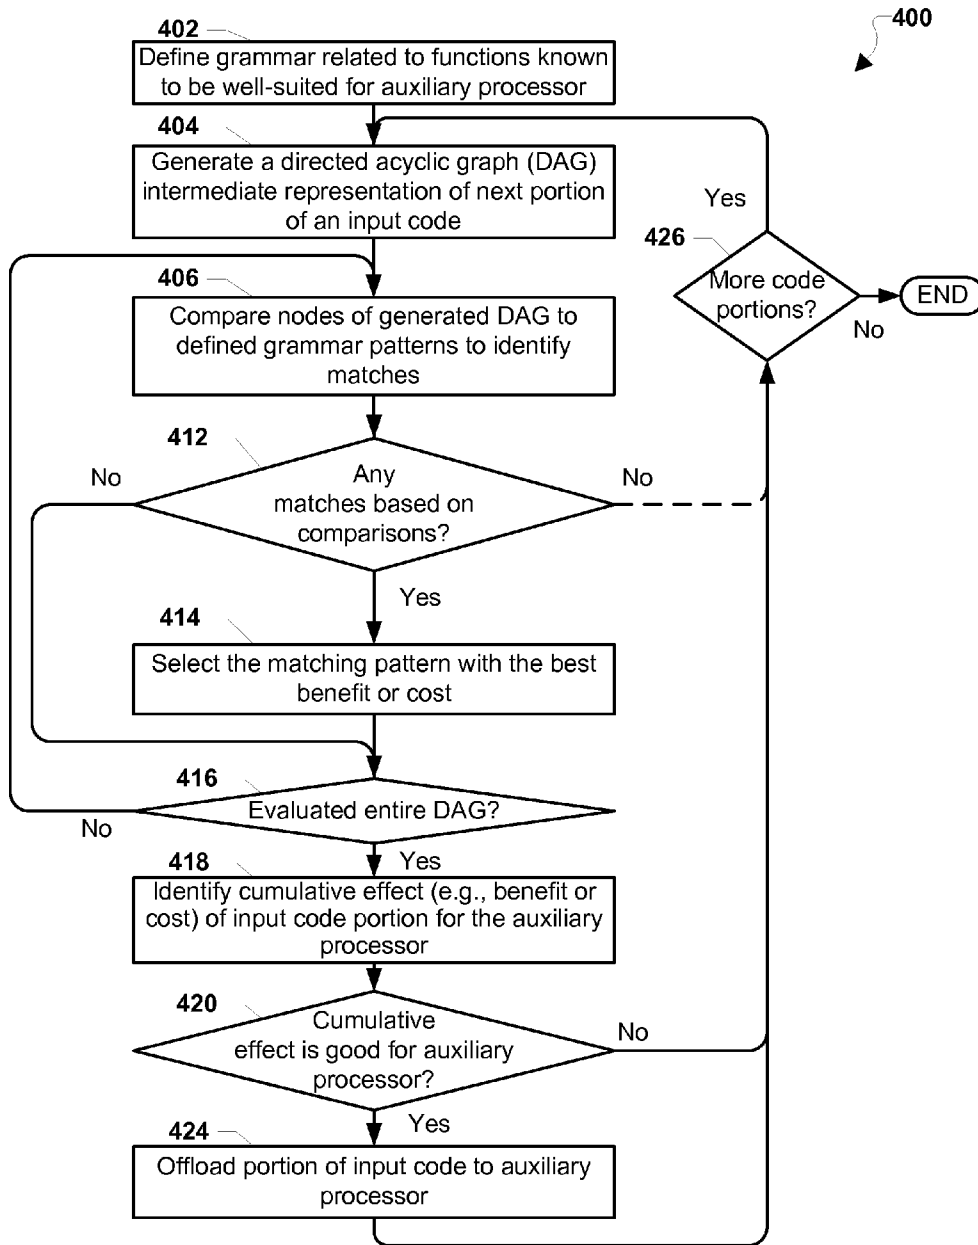 400
402
Define grammar related to functions known
to be well-suited for auxiliary processor
404
Generate a directed acyclic graph (DAG)
intermediate representation of next portion
of an input code
Yes
426
More code
portions?
END
No
406
Compare nodes of generated DAG to
defined grammar patterns to identify
matches
412
No
Any
matches based on
comparisons?
No
Yes
414
Select the matching pattern with the best
benefit or cost
416
Evaluated entire DAG?
No
Yes
418
Identify cumulative effect (e.g., benefit or
cost) of input code portion for the auxiliary
processor
420
Cumulative
effect is good for auxiliary
processor?
No
Yes
424
Offload portion of input code to auxiliary
processor